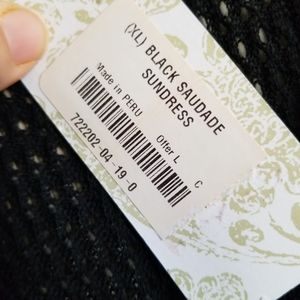 (XL) BLACK SAUDADE
SUNDRESS
Made in PERU
Offer L
C
722202-04-19-0